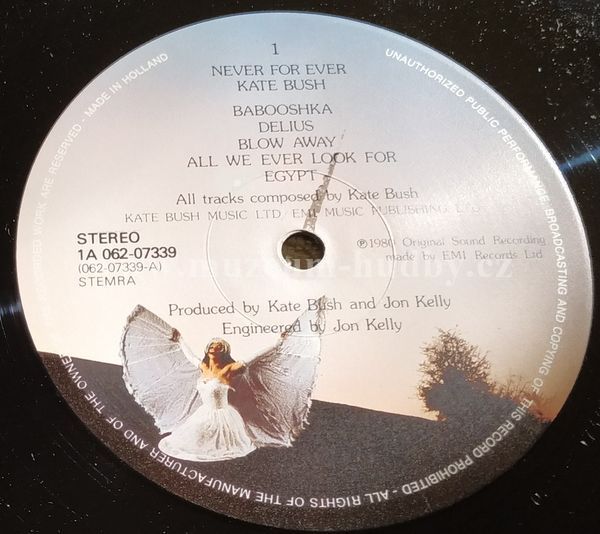 1
NEVER FOR EVER
KATE BUSH
BABOOSHKA
DELIUS
BLOW AWAY
ALL WE EVER LOOK FOR
EGYPT
All tracks composed by Kate Bush
KATE BUSH MUSIC LTD/ EMI MUSIC PUBLISHING
STEREO
1A 062-07339
(062-07339-A)
STEMRA
℗1980 Original Sound Recording
made by EMI Records Ltd
Produced by Kate Bush and Jon Kelly
Engineered by Jon Kelly
UNAUTHORIZED PUBLIC PERFORMANCE, BROADCASTING AND COPYING OF THIS RECORD PROHIBITED - ALL RIGHTS OF THE MANUFACTURER AND OF THE OWNER WORK ARE RESERVED - MADE IN HOLLAND
hudby.cz